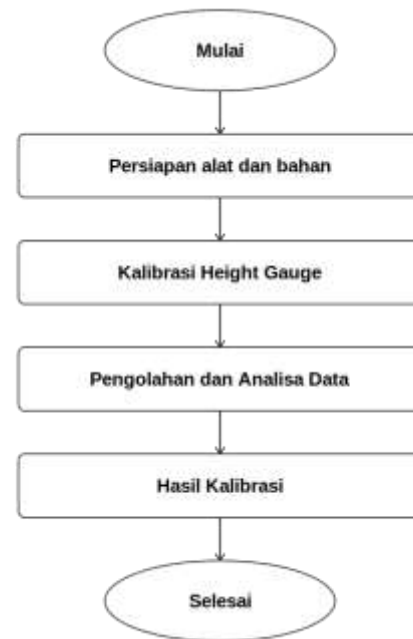 Mulai
Persiapan alat dan bahan
Kalibrasi Height Gauge
Pengolahan dan Analisa Data
Hasil Kalibrasi
Selesai